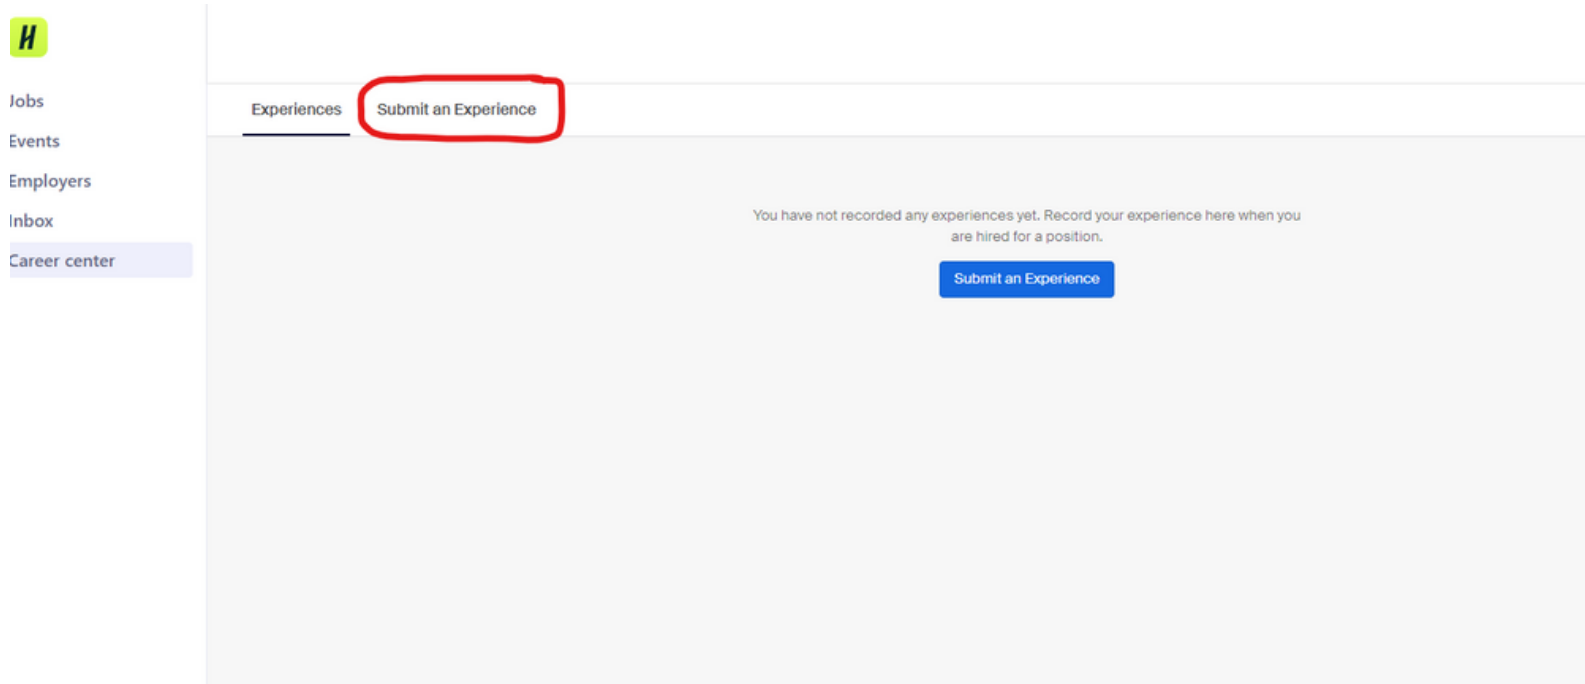 H
Jobs
Events
Employers
Inbox
Career center
Experiences Submit an Experience
You have not recorded any experiences yet. Record your experience here when you
are hired for a position.
Submit an Experience